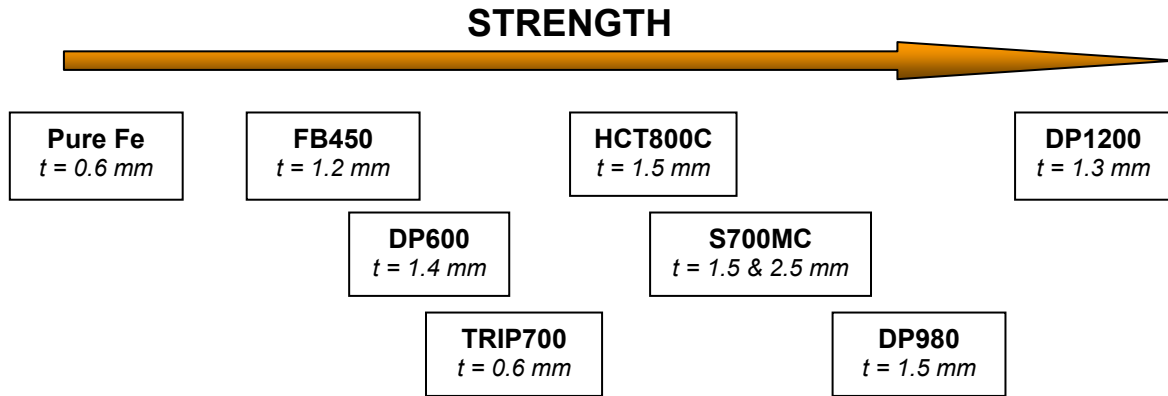 STRENGTH
Pure Fe
t = 0.6 mm
FB450
t = 1.2 mm
HCT800C
t = 1.5 mm
DP1200
t = 1.3 mm
DP600
t = 1.4 mm
S700MC
t = 1.5 & 2.5 mm
TRIP700
t = 0.6 mm
DP980
t = 1.5 mm